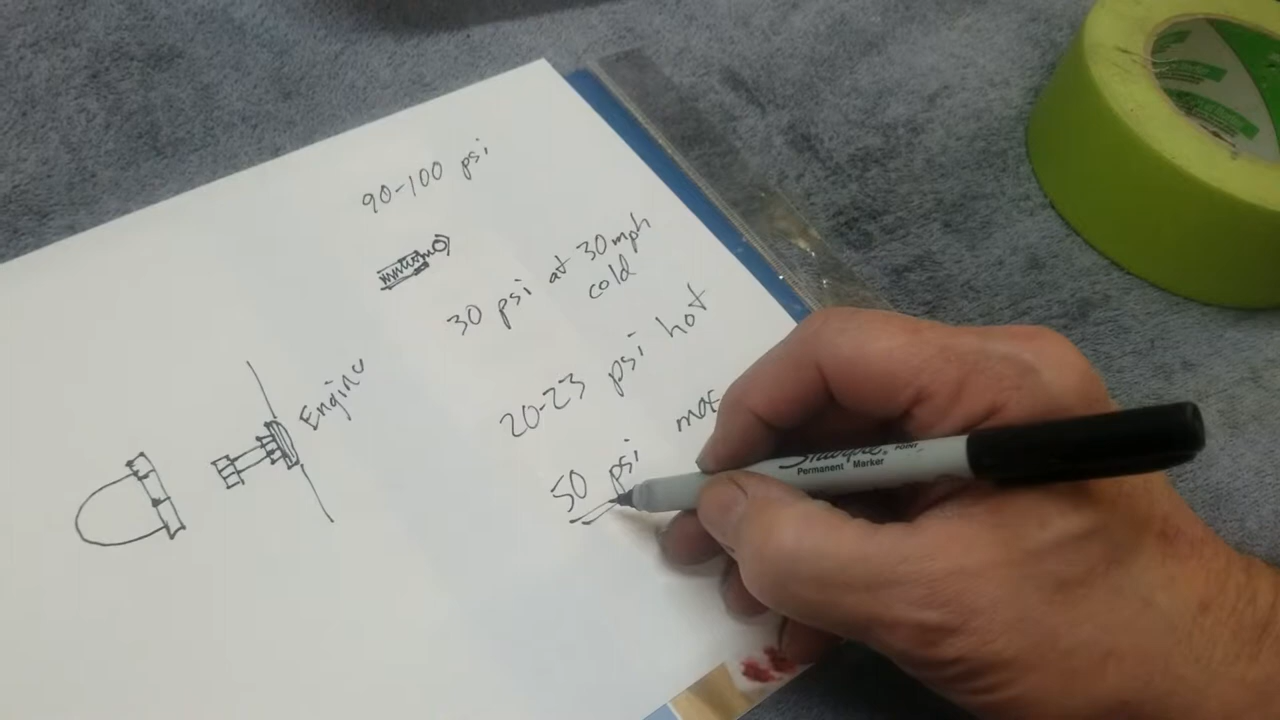 90-100 psi
30 psi at 30 mph
cold
20-23 psi hot
50 psi
Engine
Sharpie
Permanent Marker
POINT